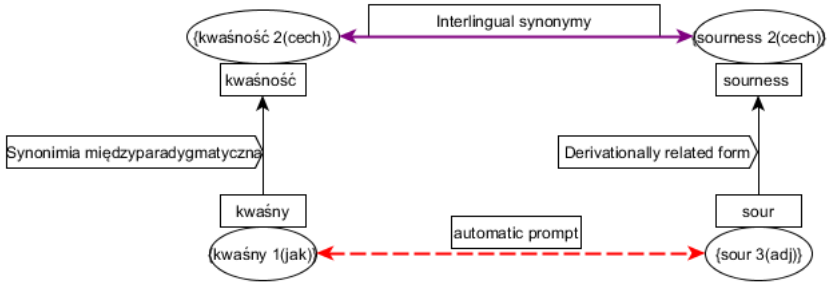 Interlingual synonymy
{kwaśność 2(cech)}
{sourness 2(cech)}
kwaśność
sourness
Synonimia międzyparadygmatyczna
Derivationally related form
kwaśny
sour
automatic prompt
{kwaśny 1(jak)}
{sour 3(adj)}